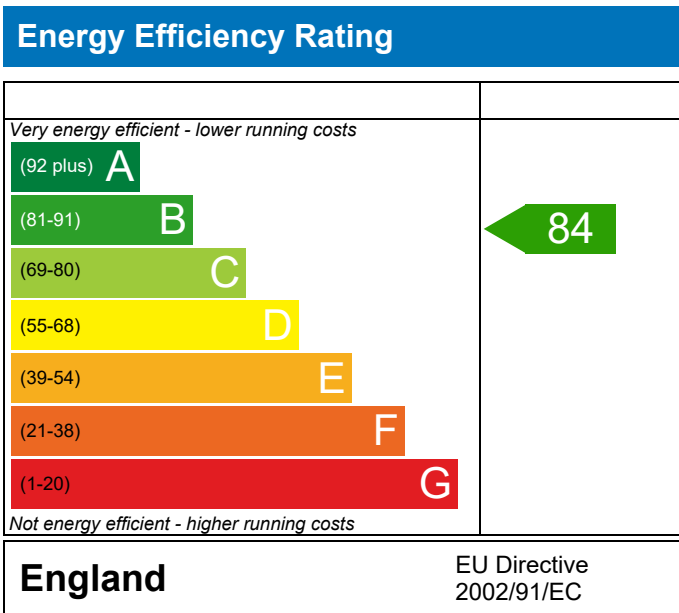 Energy Efficiency Rating
Very energy efficient - lower running costs
(92 plus) A
(81-91) B
84
(69-80) C
(55-68) D
(39-54) E
(21-38) F
(1-20) G
Not energy efficient - higher running costs
England
EU Directive
2002/91/EC